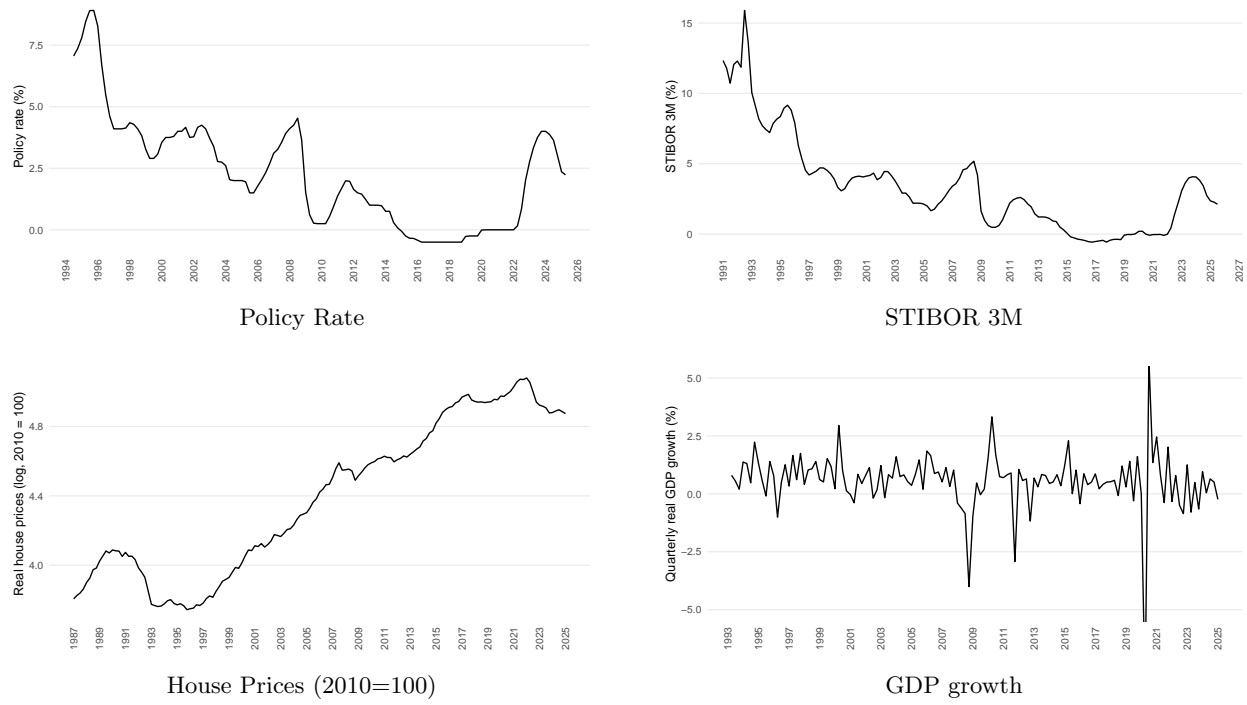 Policy rate (%)
7.5
5.0
2.5
0.0
1994 1996 1998 2000 2002 2004 2006 2008 2010 2012 2014 2016 2018 2020 2022 2024 2026
Policy Rate
STIBOR 3M (%)
15
10
5
0
1991 1993 1995 1997 1999 2001 2003 2005 2007 2009 2011 2013 2015 2017 2019 2021 2023 2025 2027
STIBOR 3M
Real house prices (log, 2010 = 100)
4.8
4.4
4.0
1987 1989 1991 1993 1995 1997 1999 2001 2003 2005 2007 2009 2011 2013 2015 2017 2019 2021 2023 2025
House Prices (2010=100)
Quarterly real GDP growth (%)
5.0
2.5
0.0
−2.5
−5.0
1993 1995 1997 1999 2001 2003 2005 2007 2009 2011 2013 2015 2017 2019 2021 2023 2025
GDP growth